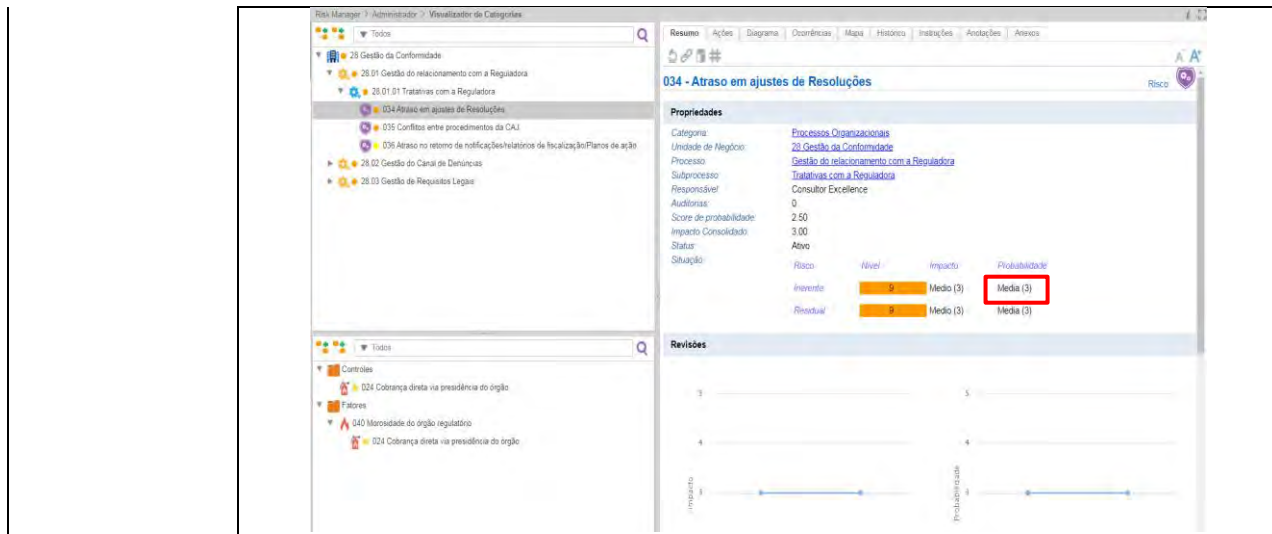 Risk Manager > Administrador > Visualizador de Categories
Todos
28 Gestão da Conformidade
28.01 Gestão do relacionamento com a Reguladora
28.01.01 Tratativas com a Reguladora
034 Atraso em ajustes de Resoluções
035 Conflitos entre procedimentos da CAJ
036 Atraso no retorno de notificações/relatórios de fiscalização/Planos de ação
28.02 Gestão do Canal de Denúncias
28.03 Gestão de Requisitos Legais
Todos
Controles
024 Cobrança direta via presidência do órgão
Fatores
040 Morosidade do órgão regulatório
024 Cobrança direta via presidência do órgão
Resumo Ações Diagrama Ocorrências Mapa Histórico Instruções Anotações Anexos
A- A+
034 - Atraso em ajustes de Resoluções
Risco
Propriedades
Categoria: Processos Organizacionais
Unidade de Negócio: 28 Gestão da Conformidade
Processo: Gestão do relacionamento com a Reguladora
Subprocesso: Tratativas com a Reguladora
Responsável Consultor Excellence
Auditorias: 0
Score de probabilidade: 2.50
Impacto Consolidado: 3.00
Status: Ativo
Situação:
Risco Nível Impacto Probabilidade
Inerente 9 Medio (3) Media (3)
Residual 9 Medio (3) Media (3)
Revisões
5
4
3
Impacto
5
4
3
Probabilidade